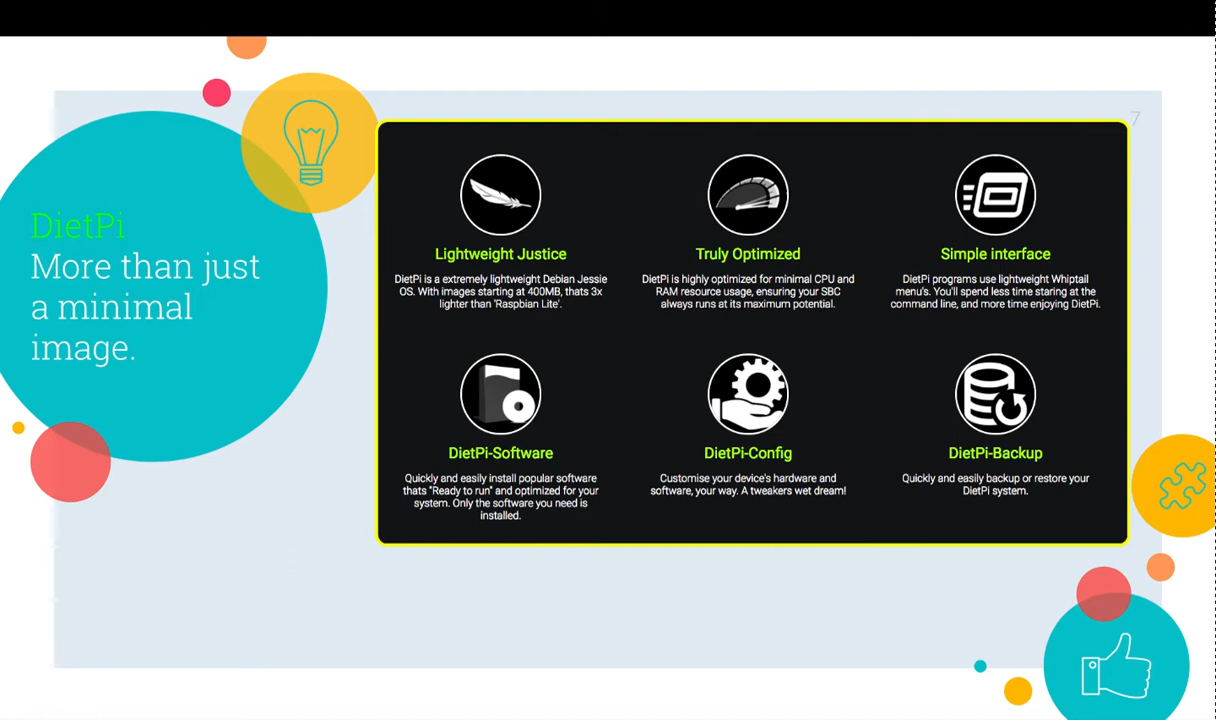 7
DietPi
More than just
a minimal
image.
Lightweight Justice
DietPi is a extremely lightweight Debian Jessie
OS. With images starting at 400MB, thats 3x
lighter than 'Raspbian Lite'.
Truly Optimized
DietPi is highly optimized for minimal CPU and
RAM resource usage, ensuring your SBC
always runs at its maximum potential.
Simple interface
DietPi programs use lightweight Whiptail
menu's. You'll spend less time staring at the
command line, and more time enjoying DietPi.
DietPi-Software
Quickly and easily install popular software
thats "Ready to run" and optimized for your
system. Only the software you need is
installed.
DietPi-Config
Customise your device's hardware and
software, your way. A tweakers wet dream!
DietPi-Backup
Quickly and easily backup or restore your
DietPi system.